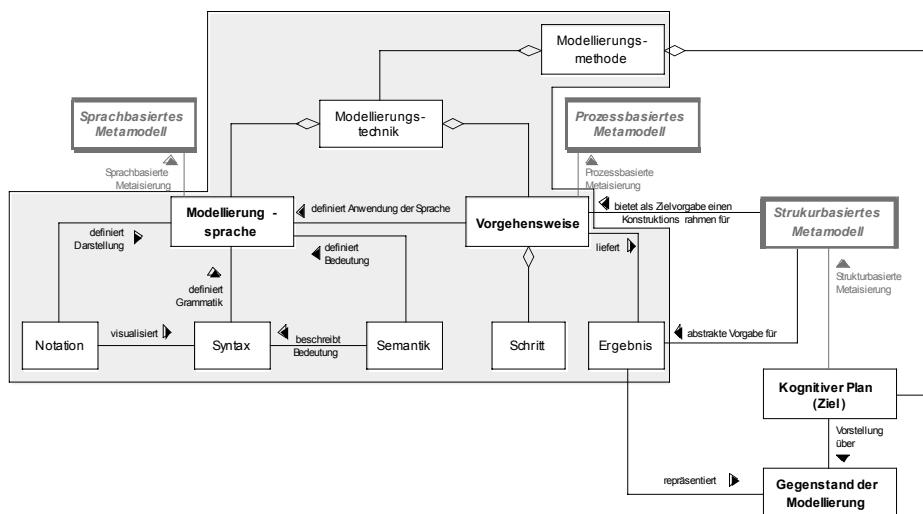 Modellierungs-
methode
Modellierungs-
technik
Sprachbasiertes
Metamodell
Prozessbasiertes
Metamodell
Sprachbasierte
Metaisierung
Prozessbasierte
Metaisierung
Modellierung -
sprache
definiert Anwendung der Sprache
Vorgehensweise
bietet als Zielvorgabe einen
Konstruktions rahmen für
Strukurbasiertes
Metamodell
definiert
Darstellung
definiert
Bedeutung
liefert
definiert
Grammatik
Strukturbasierte
Metaisierung
Notation
visualisiert
Syntax
beschreibt
Bedeutung
Semantik
Schritt
Ergebnis
abstrakte Vorgabe für
Kognitiver Plan
(Ziel )
Vorstellung
über
repräsentiert
Gegenstand der
Modellierung